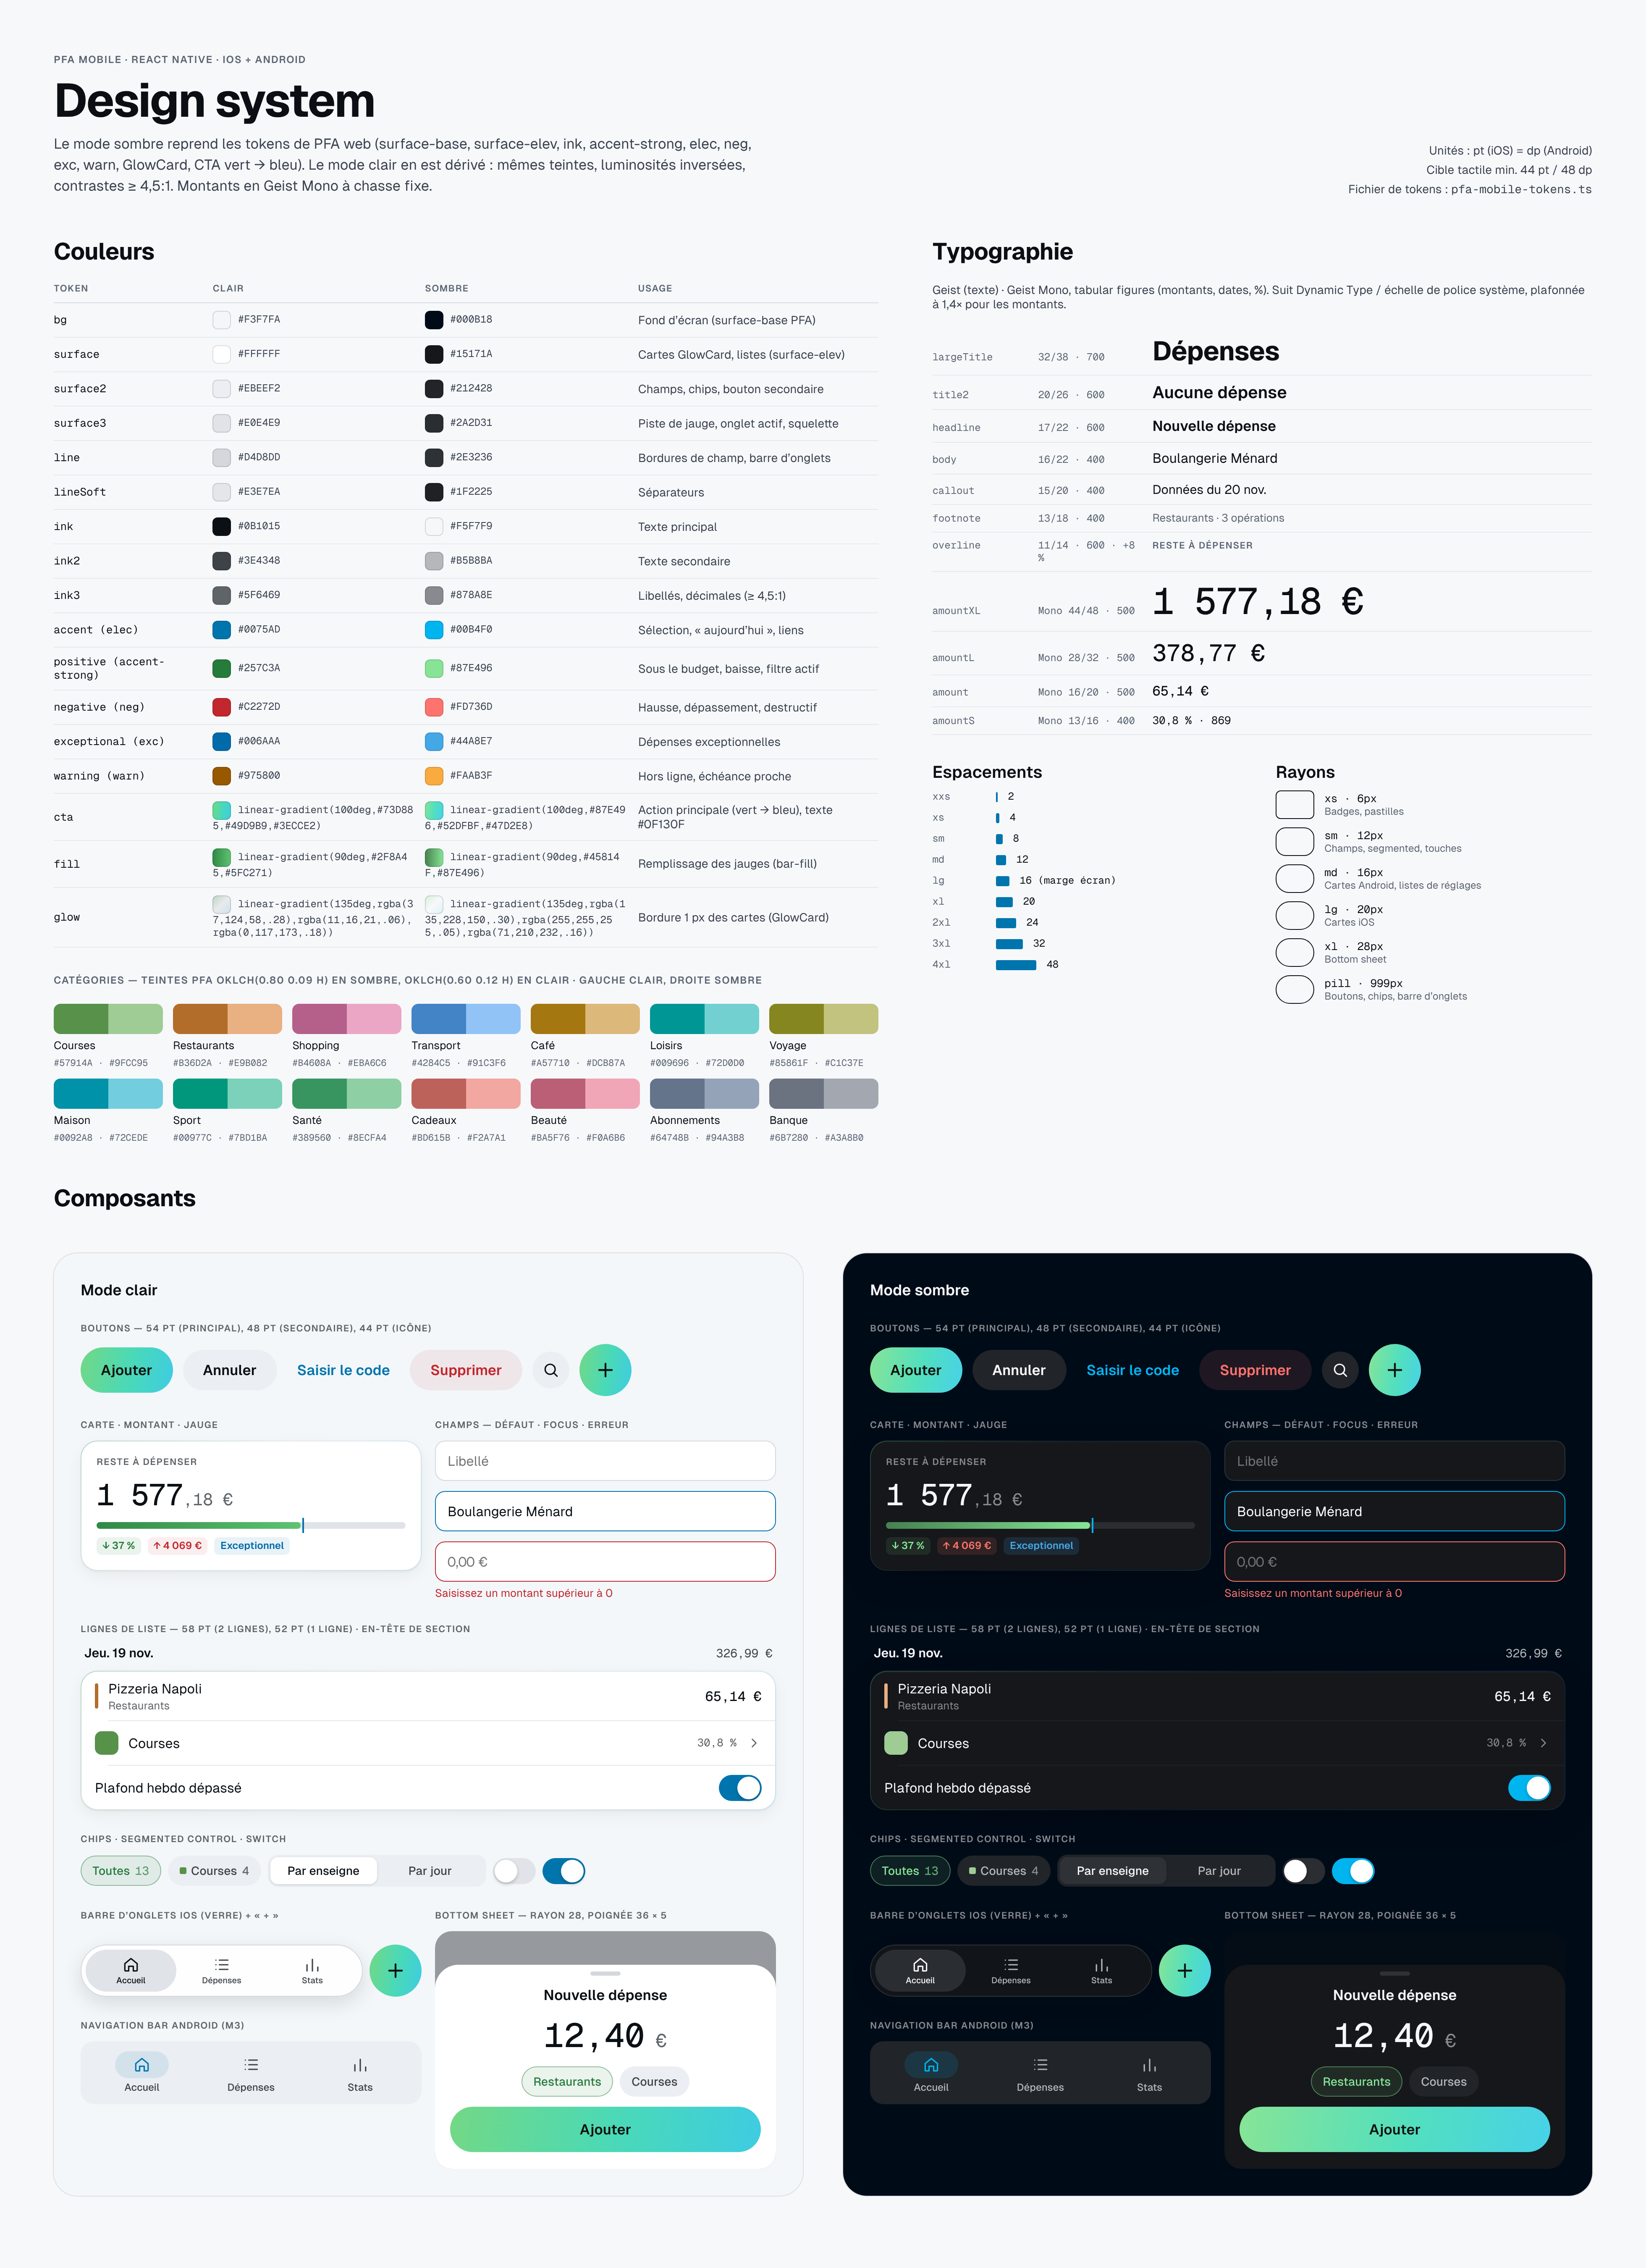 PFA MOBILE · REACT NATIVE · IOS + ANDROID
Design system
Le mode sombre reprend les tokens de PFA web (surface-base, surface-elev, ink, accent-strong, elec, neg,
exc, warn, GlowCard, CTA vert → bleu). Le mode clair en est dérivé : mêmes teintes, luminosités inversées,
contrastes ≥ 4,5:1. Montants en Geist Mono à chasse fixe.
Unités : pt (iOS) = dp (Android)
Cible tactile min. 44 pt / 48 dp
Fichier de tokens : pfa-mobile-tokens.ts
Couleurs
TOKEN CLAIR SOMBRE USAGE
bg #F3F7FA #000B18 Fond d’écran (surface-base PFA)
surface #FFFFFF #15171A Cartes GlowCard, listes (surface-elev)
surface2 #EBEEF2 #212428 Champs, chips, bouton secondaire
surface3 #E0E4E9 #2A2D31 Piste de jauge, onglet actif, squelette
line #D4D8DD #2E3236 Bordures de champ, barre d’onglets
lineSoft #E3E7EA #1F2225 Séparateurs
ink #0B1015 #F5F7F9 Texte principal
ink2 #3E4348 #B5B8BA Texte secondaire
ink3 #5F6469 #878A8E Libellés, décimales (≥ 4,5:1)
accent (elec) #0075AD #00B4F0 Sélection, « aujourd’hui », liens
positive (accent-
strong) #257C3A #87E496 Sous le budget, baisse, filtre actif
negative (neg) #C2272D #FD736D Hausse, dépassement, destructif
exceptional (exc) #006AAA #44A8E7 Dépenses exceptionnelles
warning (warn) #975800 #FAAB3F Hors ligne, échéance proche
cta linear-gradient(100deg,#73D88
5,#49D9B9,#3ECCE2) linear-gradient(100deg,#87E49
6,#52DFBF,#47D2E8) Action principale (vert → bleu), texte
#0F130F
fill linear-gradient(90deg,#2F8A4
5,#5FC271) linear-gradient(90deg,#45814
F,#87E496) Remplissage des jauges (bar-fill)
glow linear-gradient(135deg,rgba(3
7,124,58,.28),rgba(11,16,21,.06),
rgba(0,117,173,.18)) linear-gradient(135deg,rgba(1
35,228,150,.30),rgba(255,255,25
5,.05),rgba(71,210,232,.16)) Bordure 1 px des cartes (GlowCard)
CATÉGORIES — TEINTES PFA OKLCH(0.80 0.09 H) EN SOMBRE, OKLCH(0.60 0.12 H) EN CLAIR · GAUCHE CLAIR, DROITE SOMBRE
Courses Restaurants Shopping Transport Café Loisirs Voyage
#57914A · #9FCC95 #B36D2A · #E9B082 #B4608A · #EBA6C6 #4284C5 · #91C3F6 #A57710 · #DCB87A #009696 · #72D0D0 #85861F · #C1C37E
Maison Sport Santé Cadeaux Beauté Abonnements Banque
#0092A8 · #72CEDE #00977C · #7BD1BA #389560 · #8ECFA4 #BD615B · #F2A7A1 #BA5F76 · #F0A6B6 #64748B · #94A3B8 #6B7280 · #A3A8B0
Typographie
Geist (texte) · Geist Mono, tabular figures (montants, dates, %). Suit Dynamic Type / échelle de police système, plafonnée
à 1,4× pour les montants.
largeTitle 32/38 · 700 Dépenses
title2 20/26 · 600 Aucune dépense
headline 17/22 · 600 Nouvelle dépense
body 16/22 · 400 Boulangerie Ménard
callout 15/20 · 400 Données du 20 nov.
footnote 13/18 · 400 Restaurants · 3 opérations
overline 11/14 · 600 · +8
% RESTE À DÉPENSER
amountXL Mono 44/48 · 500 1 577,18 €
amountL Mono 28/32 · 500 378,77 €
amount Mono 16/20 · 500 65,14 €
amountS Mono 13/16 · 400 30,8 % · 869
Espacements
xxs 2
xs 4
sm 8
md 12
lg 16 (marge écran)
xl 20
2xl 24
3xl 32
4xl 48
Rayons
xs · 6px
Badges, pastilles
sm · 12px
Champs, segmented, touches
md · 16px
Cartes Android, listes de réglages
lg · 20px
Cartes iOS
xl · 28px
Bottom sheet
pill · 999px
Boutons, chips, barre d’onglets
Composants
Mode clair
BOUTONS — 54 PT (PRINCIPAL), 48 PT (SECONDAIRE), 44 PT (ICÔNE)
Ajouter Annuler Saisir le code Supprimer
CARTE · MONTANT · JAUGE
RESTE À DÉPENSER
1 577,18 €
↓ 37 % ↑ 4 069 € Exceptionnel
CHAMPS — DÉFAUT · FOCUS · ERREUR
Libellé
Boulangerie Ménard
0,00 €
Saisissez un montant supérieur à 0
LIGNES DE LISTE — 58 PT (2 LIGNES), 52 PT (1 LIGNE) · EN-TÊTE DE SECTION
Jeu. 19 nov. 326,99 €
Pizzeria Napoli
Restaurants 65,14 €
Courses 30,8 %
Plafond hebdo dépassé
CHIPS · SEGMENTED CONTROL · SWITCH
Toutes 13 Courses 4 Par enseigne Par jour
BARRE D’ONGLETS IOS (VERRE) + « + »
Accueil Dépenses Stats
NAVIGATION BAR ANDROID (M3)
Accueil Dépenses Stats
BOTTOM SHEET — RAYON 28, POIGNÉE 36 × 5
Nouvelle dépense
12,40 €
Restaurants Courses
Ajouter
Mode sombre
BOUTONS — 54 PT (PRINCIPAL), 48 PT (SECONDAIRE), 44 PT (ICÔNE)
Ajouter Annuler Saisir le code Supprimer
CARTE · MONTANT · JAUGE
RESTE À DÉPENSER
1 577,18 €
↓ 37 % ↑ 4 069 € Exceptionnel
CHAMPS — DÉFAUT · FOCUS · ERREUR
Libellé
Boulangerie Ménard
0,00 €
Saisissez un montant supérieur à 0
LIGNES DE LISTE — 58 PT (2 LIGNES), 52 PT (1 LIGNE) · EN-TÊTE DE SECTION
Jeu. 19 nov. 326,99 €
Pizzeria Napoli
Restaurants 65,14 €
Courses 30,8 %
Plafond hebdo dépassé
CHIPS · SEGMENTED CONTROL · SWITCH
Toutes 13 Courses 4 Par enseigne Par jour
BARRE D’ONGLETS IOS (VERRE) + « + »
Accueil Dépenses Stats
NAVIGATION BAR ANDROID (M3)
Accueil Dépenses Stats
BOTTOM SHEET — RAYON 28, POIGNÉE 36 × 5
Nouvelle dépense
12,40 €
Restaurants Courses
Ajouter